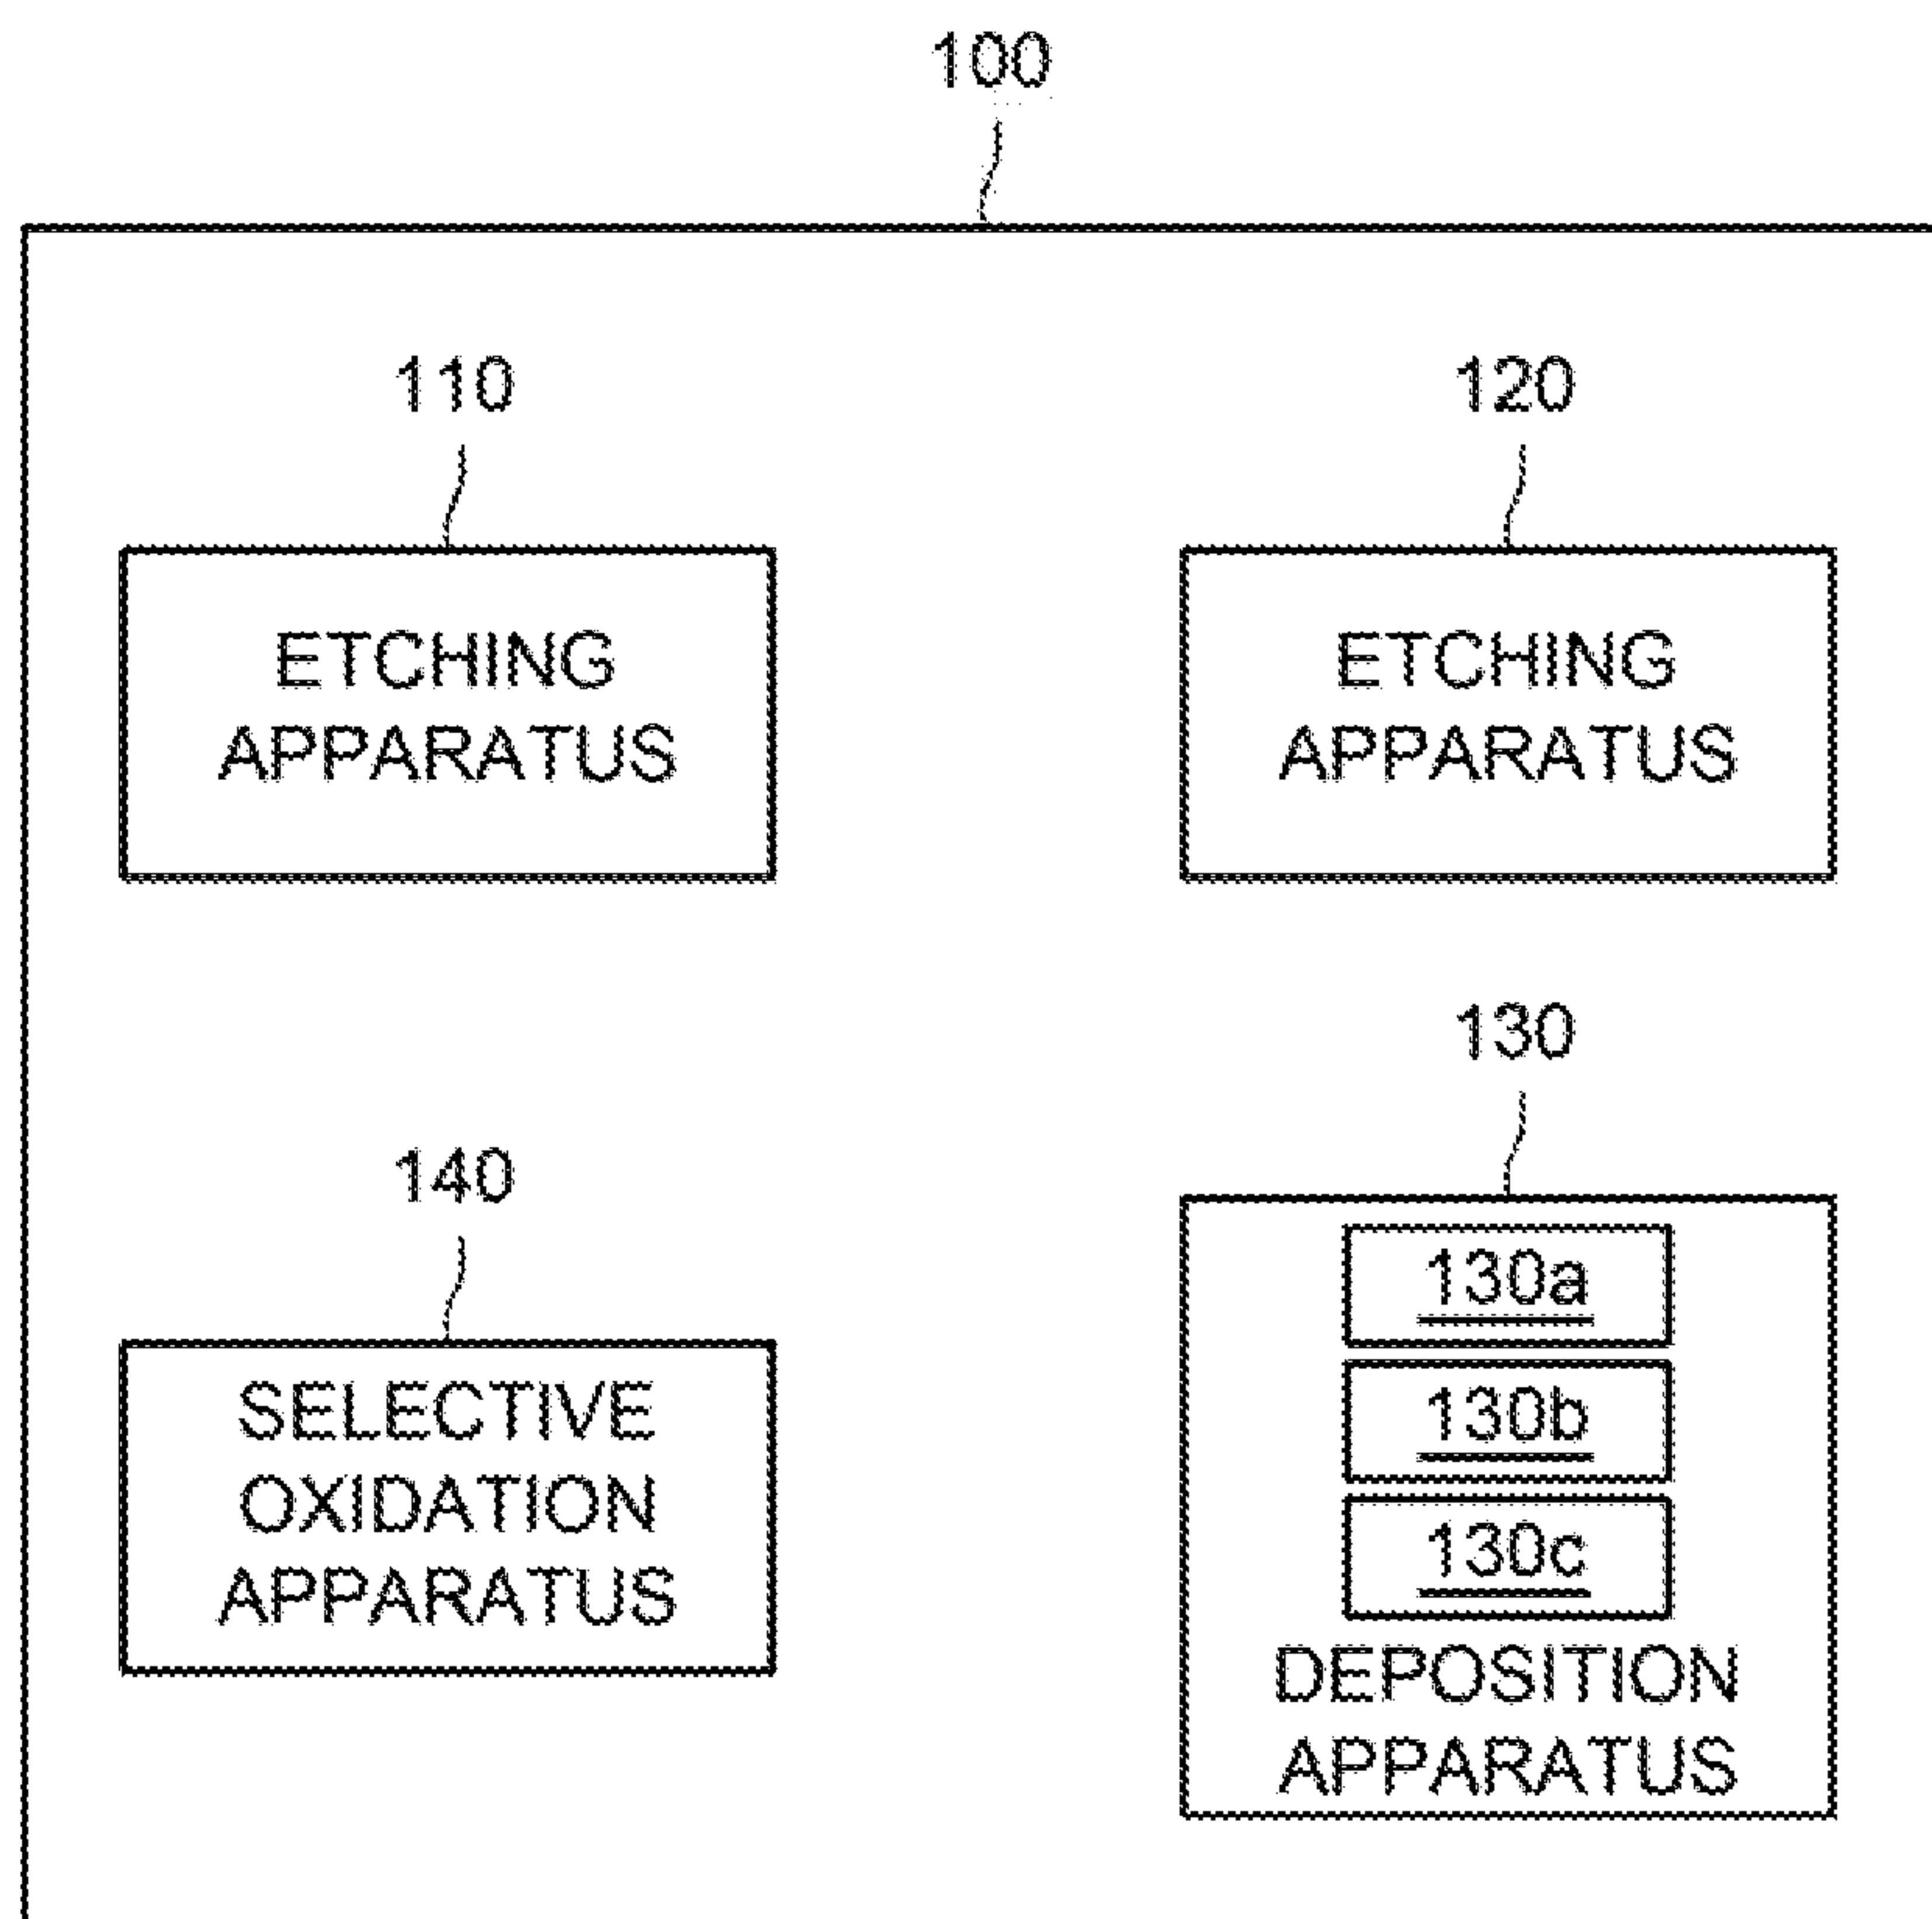 100
110
120
ETCHING
APPARATUS
ETCHING
APPARATUS
130
140
130a
130b
130c
SELECTIVE
OXIDATION
APPARATUS
DEPOSITION
APPARATUS